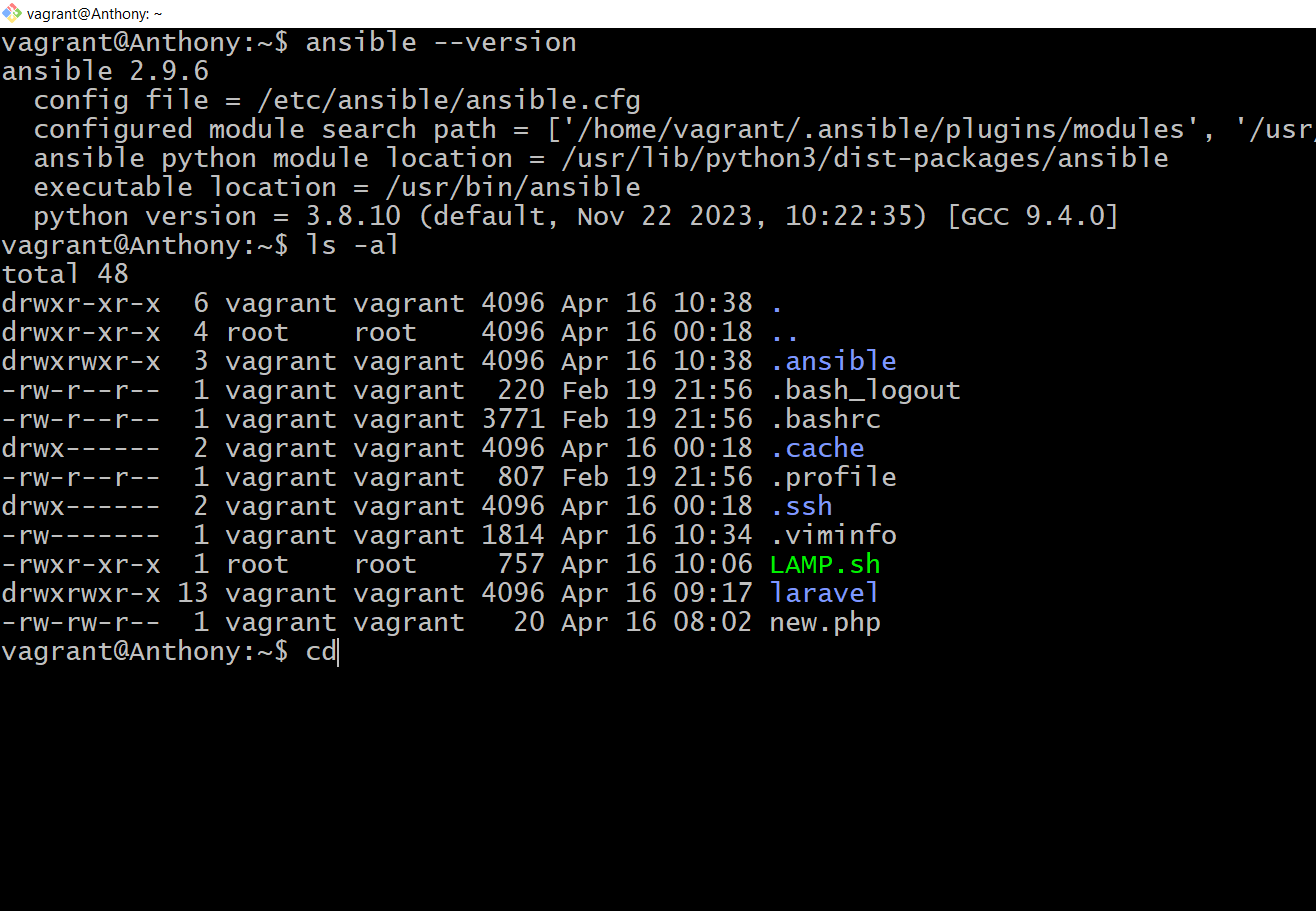 vagrant@Anthony: ~
vagrant@Anthony:~$ ansible --version
ansible 2.9.6
  config file = /etc/ansible/ansible.cfg
  configured module search path = ['/home/vagrant/.ansible/plugins/modules', '/usr/
  ansible python module location = /usr/lib/python3/dist-packages/ansible
  executable location = /usr/bin/ansible
  python version = 3.8.10 (default, Nov 22 2023, 10:22:35) [GCC 9.4.0]
vagrant@Anthony:~$ ls -al
total 48
drwxr-xr-x  6 vagrant vagrant 4096 Apr 16 10:38 .
drwxr-xr-x  4 root    root    4096 Apr 16 00:18 ..
drwxrwxr-x  3 vagrant vagrant 4096 Apr 16 10:38 .ansible
-rw-r--r--  1 vagrant vagrant  220 Feb 19 21:56 .bash_logout
-rw-r--r--  1 vagrant vagrant 3771 Feb 19 21:56 .bashrc
drwx------  2 vagrant vagrant 4096 Apr 16 00:18 .cache
-rw-r--r--  1 vagrant vagrant  807 Feb 19 21:56 .profile
drwx------  2 vagrant vagrant 4096 Apr 16 00:18 .ssh
-rw-------  1 vagrant vagrant 1814 Apr 16 10:34 .viminfo
-rwxr-xr-x  1 root    root     757 Apr 16 10:06 LAMP.sh
drwxrwxr-x 13 vagrant vagrant 4096 Apr 16 09:17 laravel
-rw-rw-r--  1 vagrant vagrant   20 Apr 16 08:02 new.php
vagrant@Anthony:~$ cd